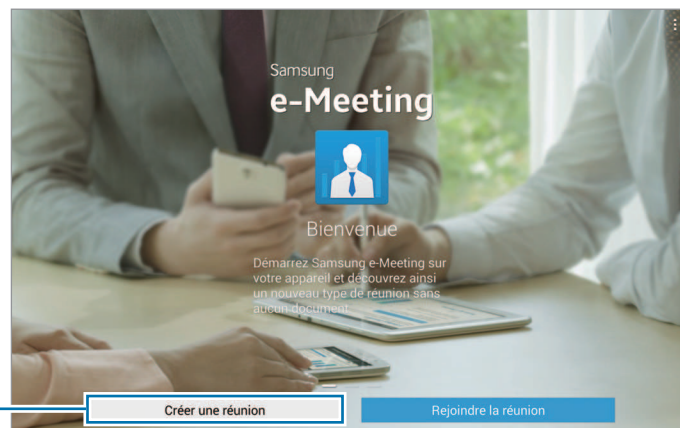 Samsung
e-Meeting
Bienvenue
Démarrez Samsung e-Meeting sur
votre appareil et découvrez ainsi
un nouveau type de réunion sans
aucun document.
Créer une réunion
Rejoindre la réunion